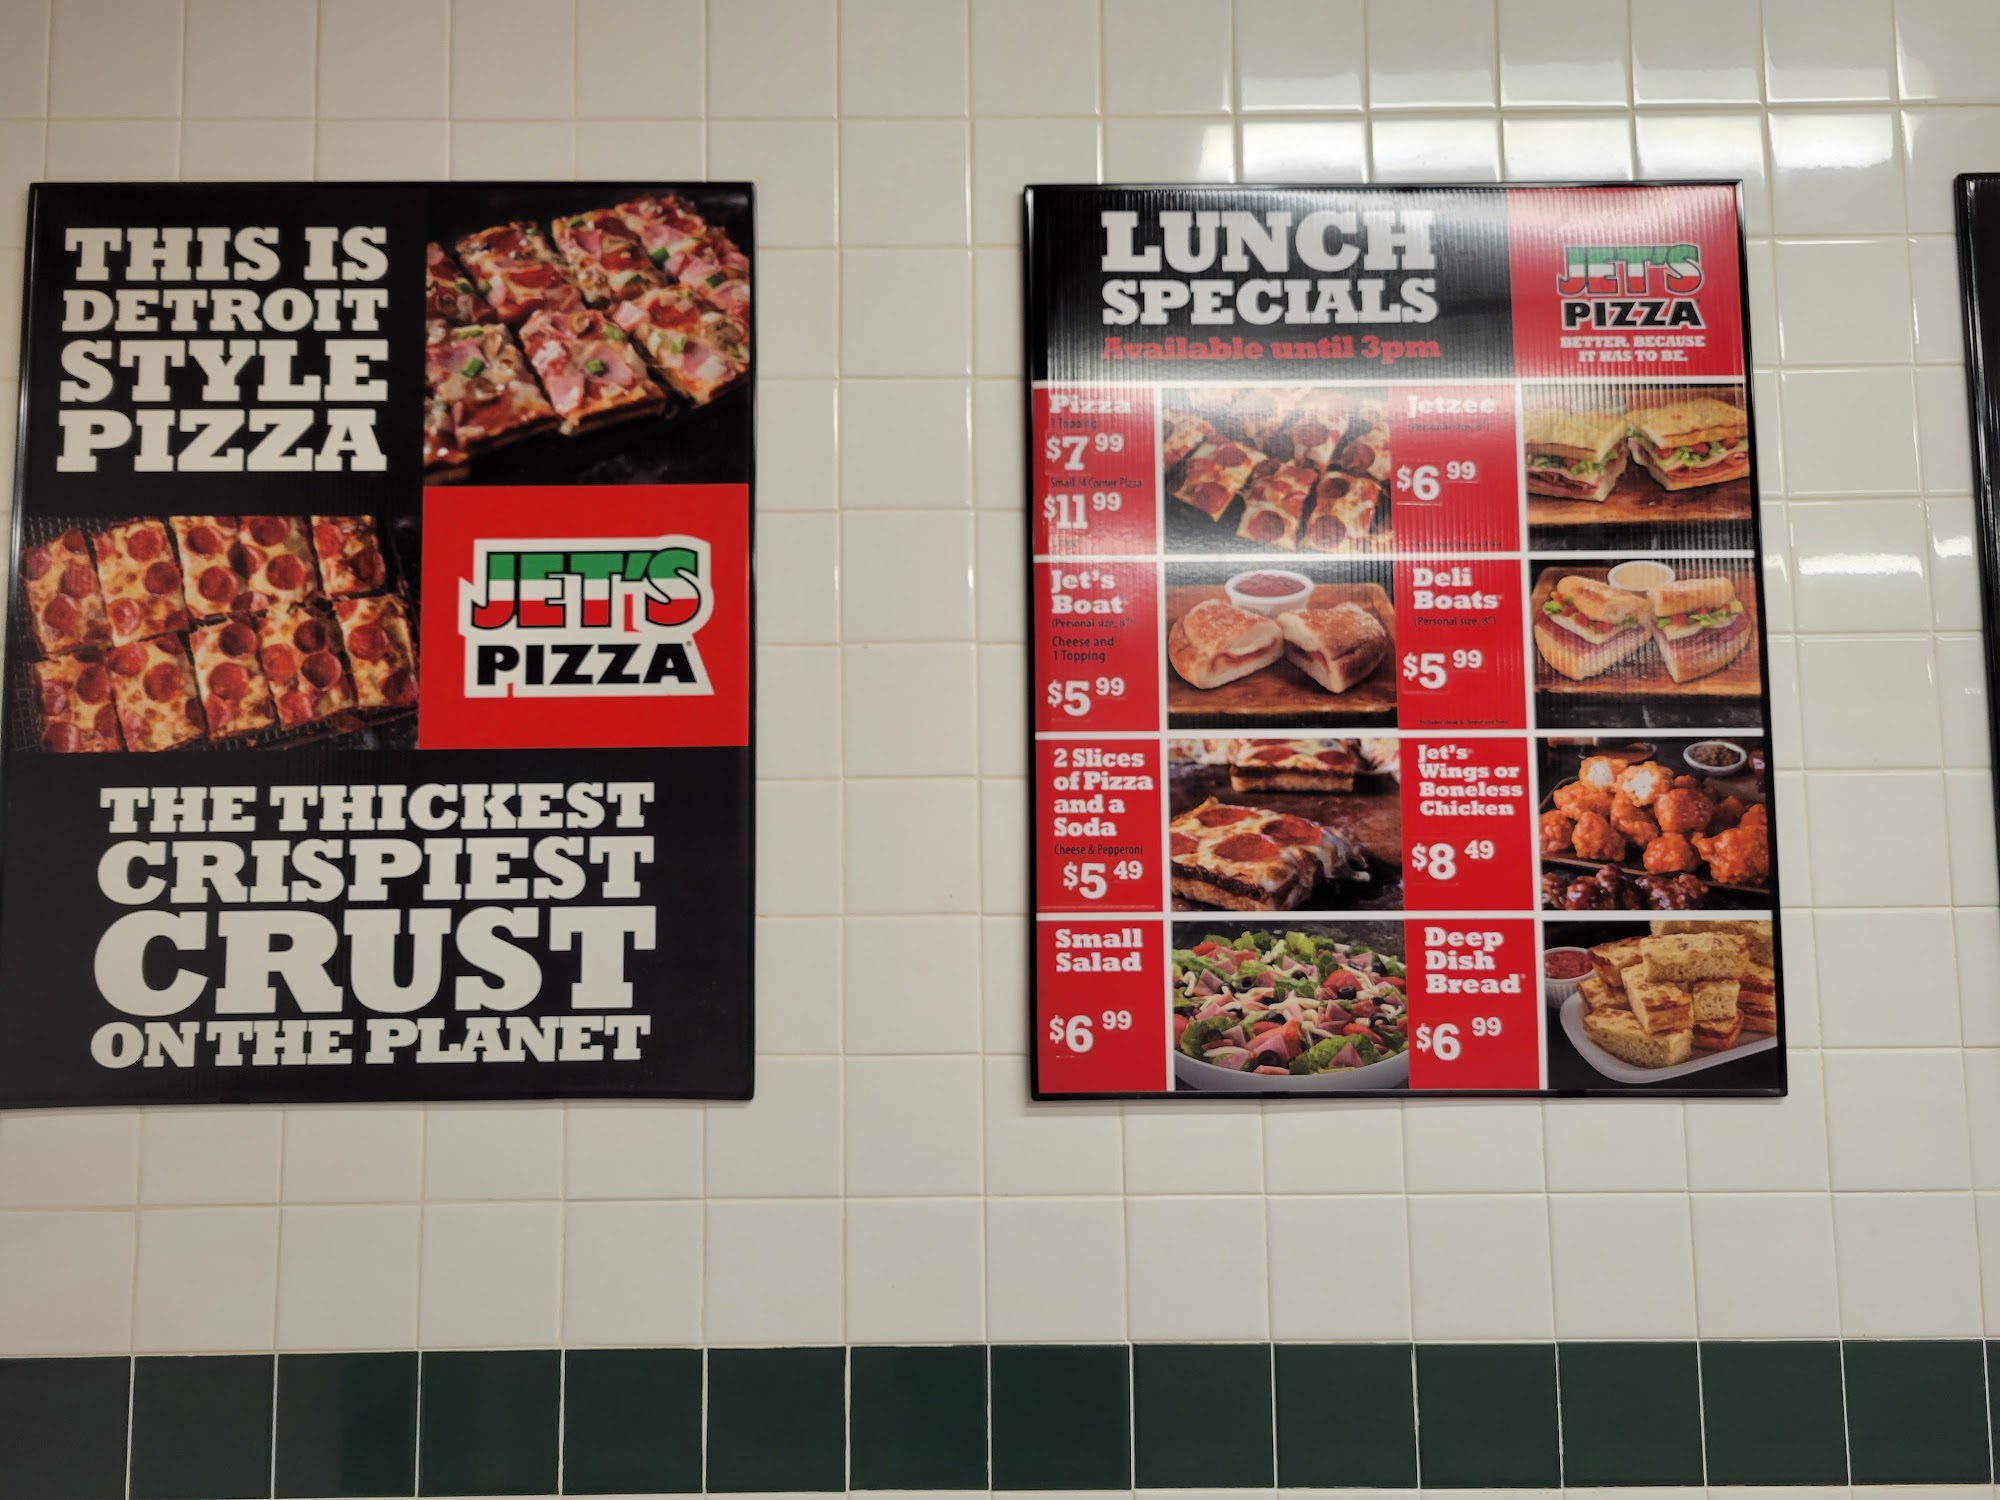 THIS IS
DETROIT
STYLE
PIZZA
JET'S
PIZZA
THE THICKEST
CRISPIEST
CRUST
ON THE PLANET
LUNCH
SPECIALS
Available until 3pm
JET'S
PIZZA
BETTER. BECAUSE
IT HAS TO BE.
Pizza
1 Topping
$7 99
Small /4 Corner Pizza
$11 99
Jetzee
$6 99
Jet's
Boat
(Personal size, 8")
Cheese and
1 Topping
$5 99
Deli
Boats
(Personal size, 8")
$5 99
2 Slices
of Pizza
and a
Soda
Cheese & Pepperoni
$5 49
Jet's
Wings or
Boneless
Chicken
$8 49
Small
Salad
$6 99
Deep
Dish
Bread
$6 99